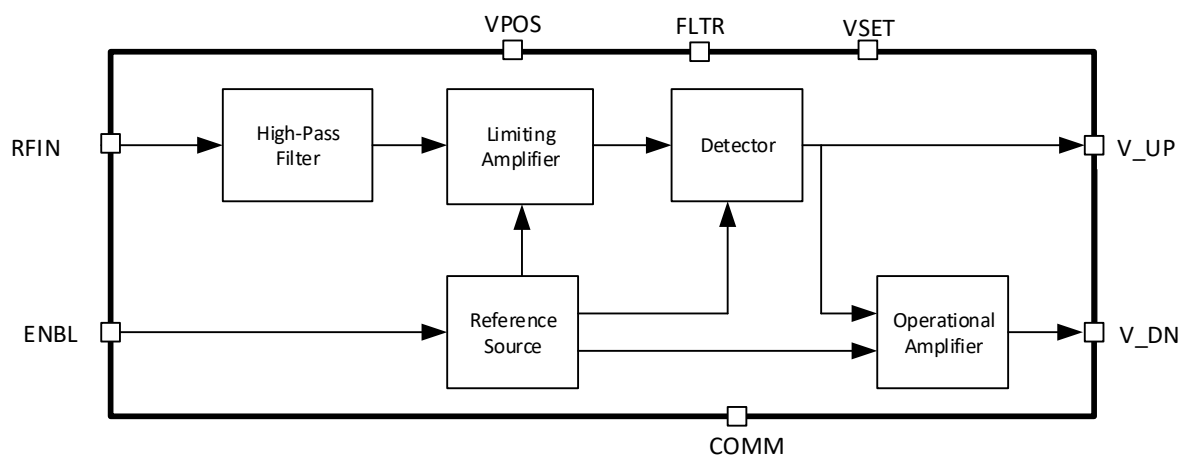 VPOS
FLTR
VSET
RFIN
High-Pass
Filter
Limiting
Amplifier
Detector
V_UP
ENBL
Reference
Source
Operational
Amplifier
V_DN
COMM